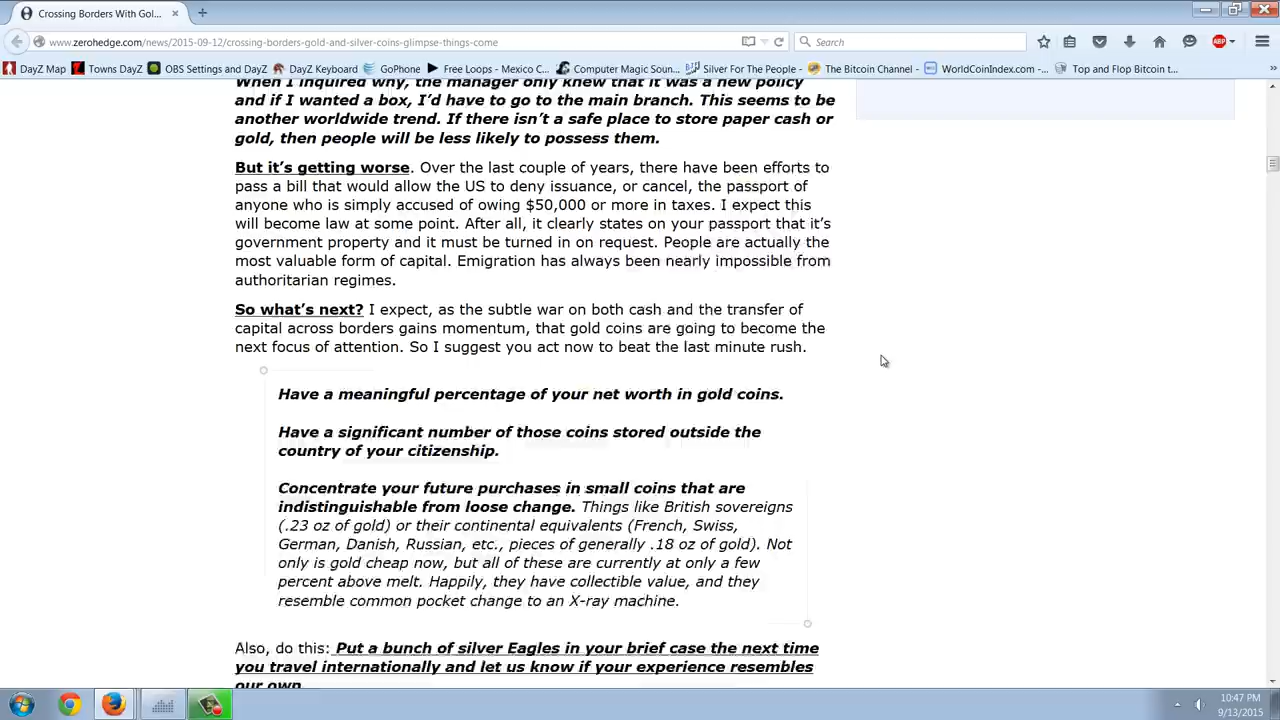 Crossing Borders With Gol...
www.zerohedge.com/news/2015-09-12/crossing-borders-gold-and-silver-coins-glimpse-things-come
Search
ABP
DayZ Map
Towns DayZ
OBS Settings and DayZ
DayZ Keyboard
GoPhone
Free Loops - Mexico C...
Computer Magic Soun...
Silver For The People
The Bitcoin Channel
WorldCoinIndex.com -...
Top and Flop Bitcoin t...
When I inquired why, the manager only knew that it was a new policy
and if I wanted a box, I’d have to go to the main branch. This seems to be
another worldwide trend. If there isn’t a safe place to store paper cash or
gold, then people will be less likely to possess them.
But it’s getting worse. Over the last couple of years, there have been efforts to
pass a bill that would allow the US to deny issuance, or cancel, the passport of
anyone who is simply accused of owing $50,000 or more in taxes. I expect this
will become law at some point. After all, it clearly states on your passport that it’s
government property and it must be turned in on request. People are actually the
most valuable form of capital. Emigration has always been nearly impossible from
authoritarian regimes.
So what’s next? I expect, as the subtle war on both cash and the transfer of
capital across borders gains momentum, that gold coins are going to become the
next focus of attention. So I suggest you act now to beat the last minute rush.
Have a meaningful percentage of your net worth in gold coins.
Have a significant number of those coins stored outside the
country of your citizenship.
Concentrate your future purchases in small coins that are
indistinguishable from loose change. Things like British sovereigns
(.23 oz of gold) or their continental equivalents (French, Swiss,
German, Danish, Russian, etc., pieces of generally .18 oz of gold). Not
only is gold cheap now, but all of these are currently at only a few
percent above melt. Happily, they have collectible value, and they
resemble common pocket change to an X-ray machine.
Also, do this: Put a bunch of silver Eagles in your brief case the next time
you travel internationally and let us know if your experience resembles
our own.
10:47 PM
9/13/2015